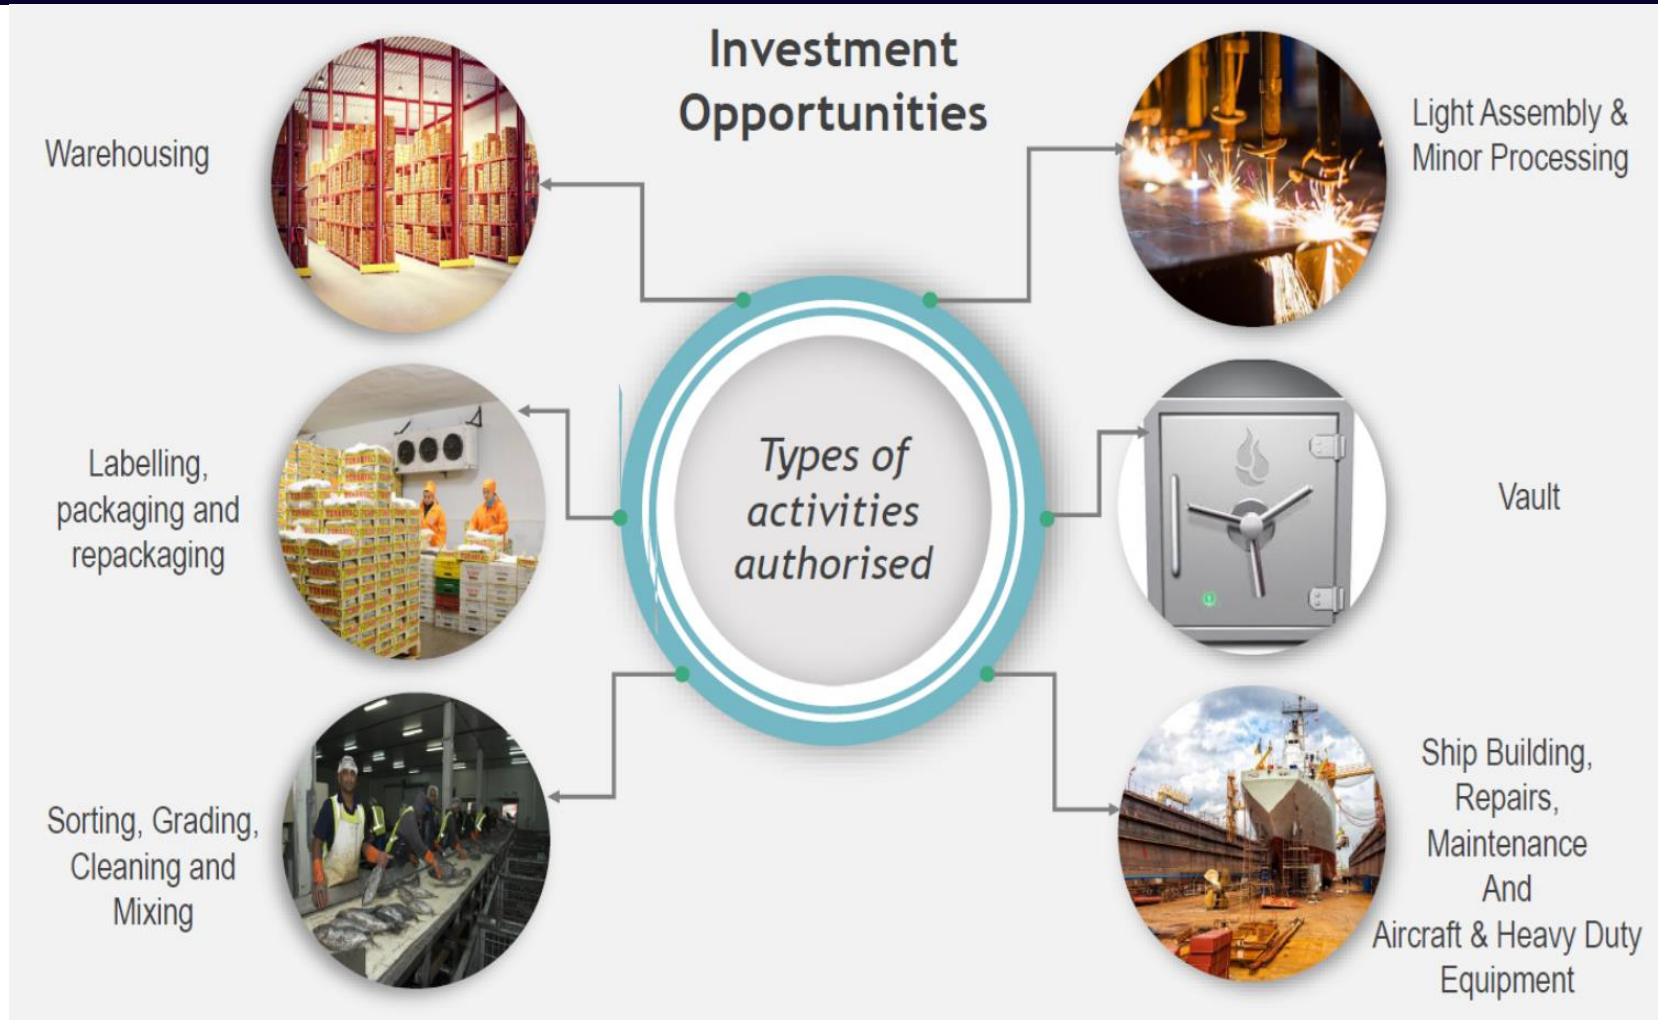 Investment
Opportunities
Warehousing
Light Assembly &
Minor Processing
Labelling,
packaging and
repackaging
Types of
activities
authorised
Vault
Sorting, Grading,
Cleaning and
Mixing
Ship Building,
Repairs,
Maintenance
And
Aircraft & Heavy Duty
Equipment